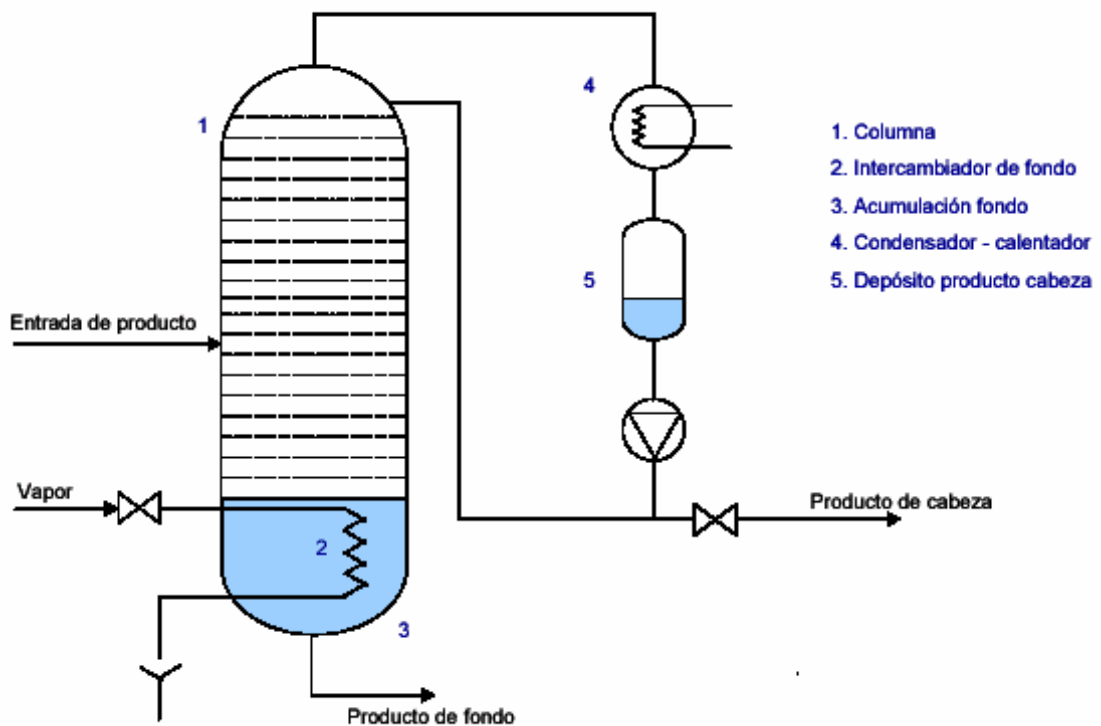 4
1
1. Columna
2. Intercambiador de fondo
3. Acumulación fondo
4. Condensador - calentador
5. Depósito producto cabeza
5
Entrada de producto
Vapor
Producto de cabeza
2
3
Producto de fondo